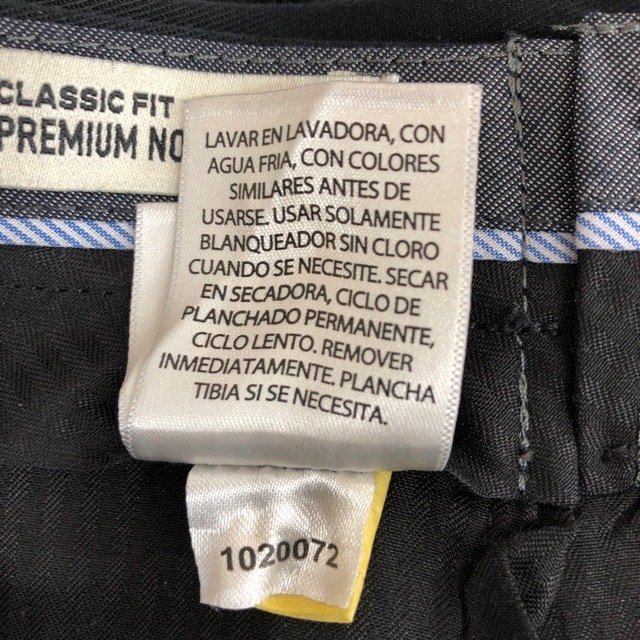 CLASSIC FIT
PREMIUM NO
LAVAR EN LAVADORA, CON
AGUA FRIA, CON COLORES
SIMILARES ANTES DE
USARSE. USAR SOLAMENTE
BLANQUEADOR SIN CLORO
CUANDO SE NECESITE. SECAR
EN SECADORA, CICLO DE
PLANCHADO PERMANENTE,
CICLO LENTO. REMOVER
INMEDIATAMENTE. PLANCHA
TIBIA SI SE NECESITA.
1020072